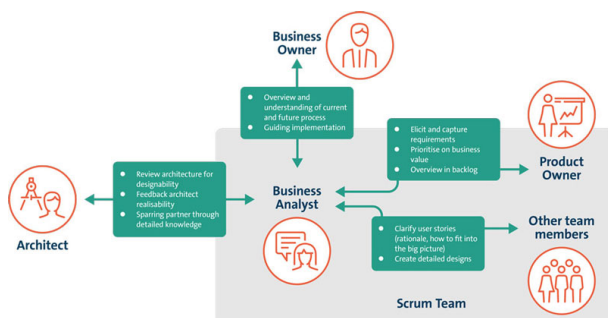 Business
Owner
● Overview and
understanding of current
and future process
● Guiding implementation
● Elicit and capture
requirements
● Prioritise on business
value
● Overview in backlog
Product
Owner
● Review architecture for
designability
● Feedback architect
realisability
● Sparring partner through
detailed knowledge
Architect
Business
Analyst
● Clarify user stories
(rationale, how to fit into
the big picture)
● Create detailed designs
Other team
members
Scrum Team